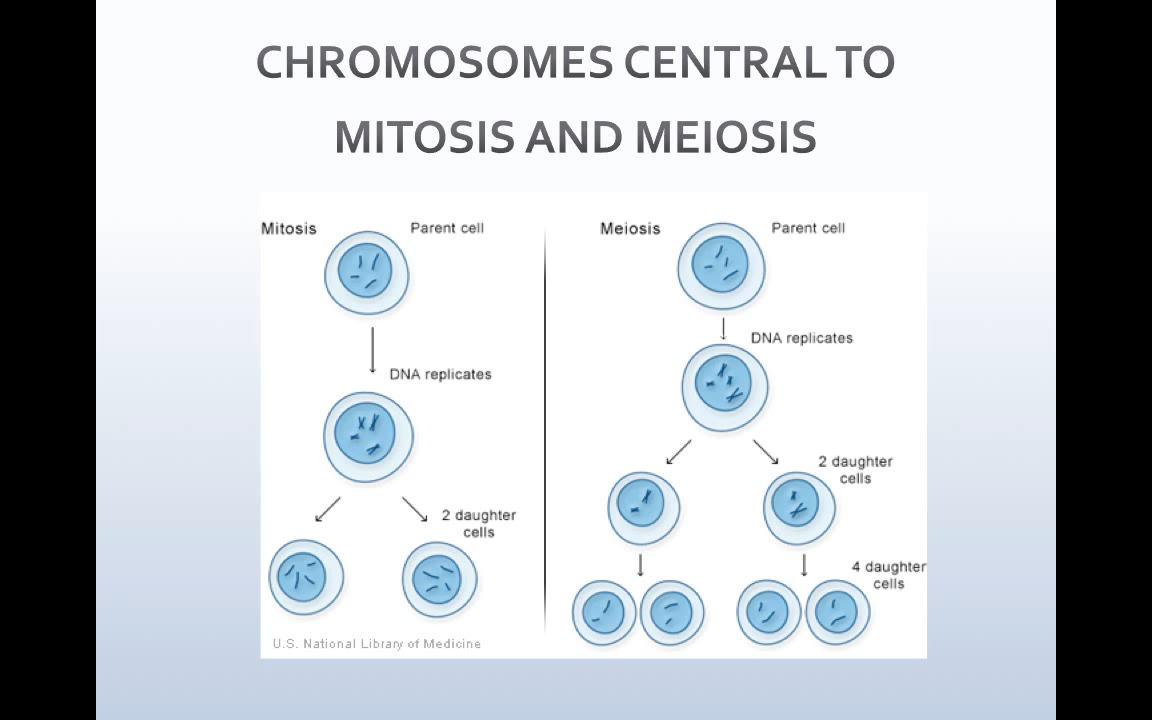 CHROMOSOMES CENTRAL TO
MITOSIS AND MEIOSIS
Mitosis
Parent cell
DNA replicates
2 daughter
cells
U.S. National Library of Medicine
Meiosis
Parent cell
DNA replicates
2 daughter
cells
4 daughter
cells